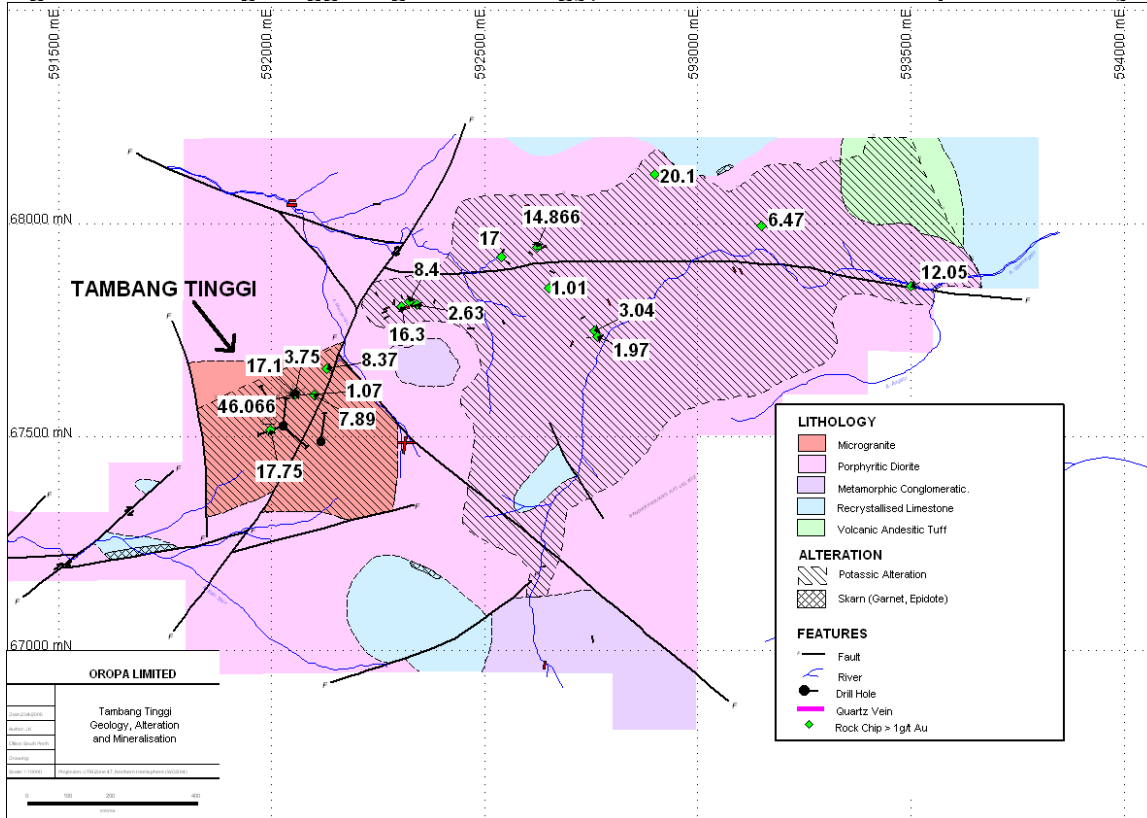 591500 mE
592000 mE
592500 mE
593000 mE
593500 mE
594000 mE
F
F
F
20.1
68000 mN
14.866
6.47
17
12.05
8.4
1.01
TAMBANG TINGGI
2.63
3.04
F
F
16.3
F
1.97
17.1
3.75
8.37
1.07
46.066
7.89
67500 mN
17.75
F
F
F
F
F
F
F
67000 mN
F
F
LITHOLOGY
Microgranite
Porphyritic Diorite
Metamorphic Conglomeratic.
Recrystallised Limestone
Volcanic Andesitic Tuff
ALTERATION
Potassic Alteration
Skarn (Garnet, Epidote)
FEATURES
Fault
River
Drill Hole
Quartz Vein
Rock Chip > 1g/t Au
OROPA LIMITED
Tambang Tinggi
Geology, Alteration
and Mineralisation
0 100 200 400